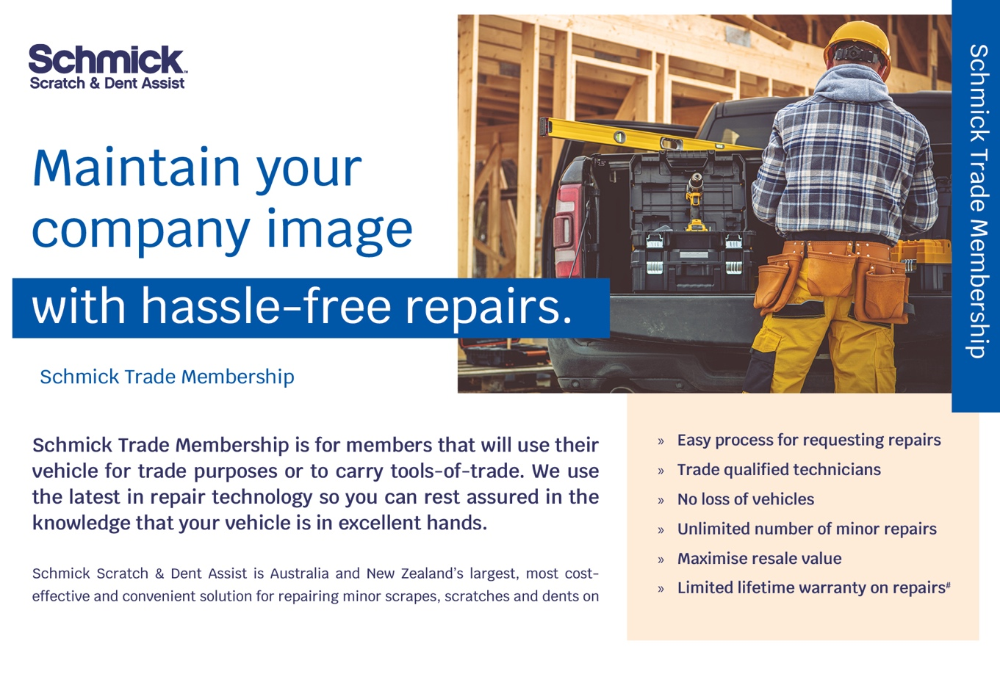 Schmick™
Scratch & Dent Assist
Maintain your
company image
with hassle-free repairs.
Schmick Trade Membership
Schmick Trade Membership is for members that will use their
vehicle for trade purposes or to carry tools-of-trade. We use
the latest in repair technology so you can rest assured in the
knowledge that your vehicle is in excellent hands.
Schmick Scratch & Dent Assist is Australia and New Zealand’s largest, most cost-
effective and convenient solution for repairing minor scrapes, scratches and dents on
» Easy process for requesting repairs
» Trade qualified technicians
» No loss of vehicles
» Unlimited number of minor repairs
» Maximise resale value
» Limited lifetime warranty on repairs#
Schmick Trade Membership